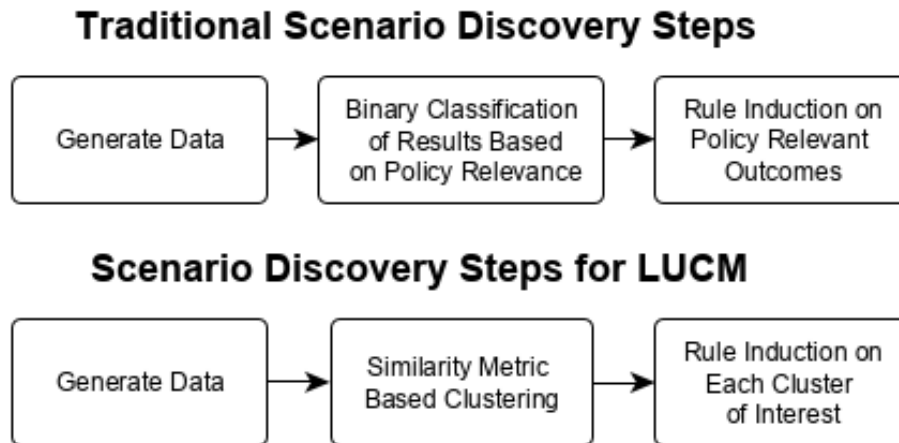 Traditional Scenario Discovery Steps
Generate Data
Binary Classification
of Results Based
on Policy Relevance
Rule Induction on
Policy Relevant
Outcomes
Scenario Discovery Steps for LUCM
Generate Data
Similarity Metric
Based Clustering
Rule Induction on
Each Cluster
of Interest